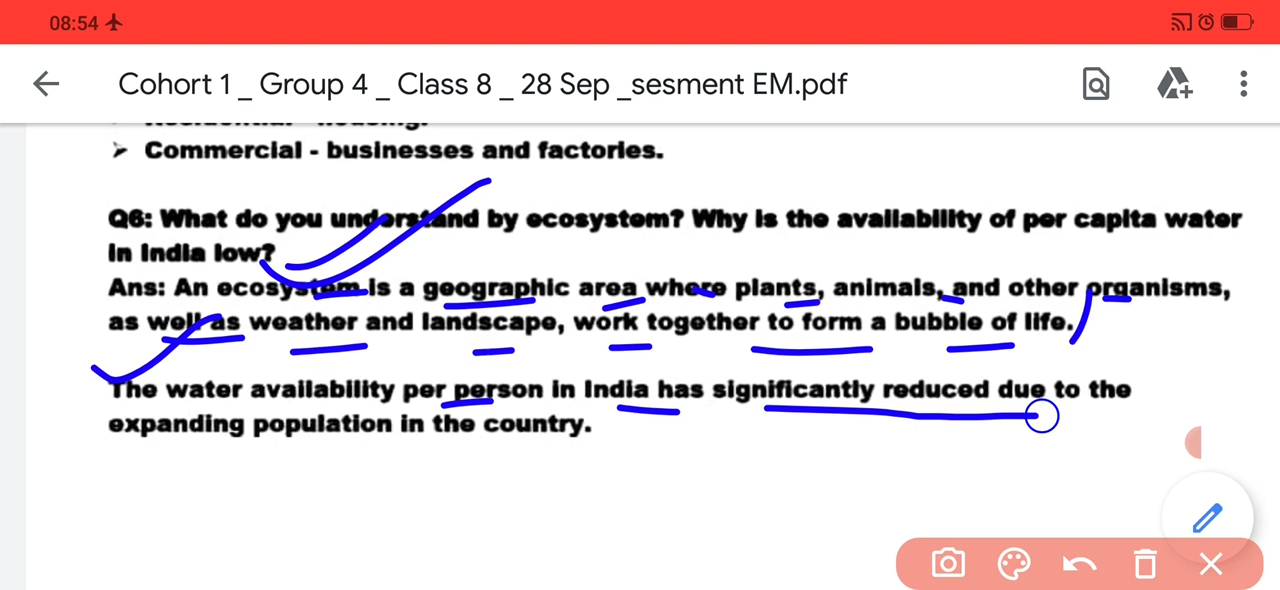 08:54
Cohort 1 _ Group 4 _ Class 8 _ 28 Sep _sesment EM.pdf
➢ Commercial - businesses and factories.
Q6: What do you understand by ecosystem? Why is the availability of per capita water
in India low?
Ans: An ecosystem is a geographic area where plants, animals, and other organisms,
as well as weather and landscape, work together to form a bubble of life.
The water availability per person in India has significantly reduced due to the
expanding population in the country.